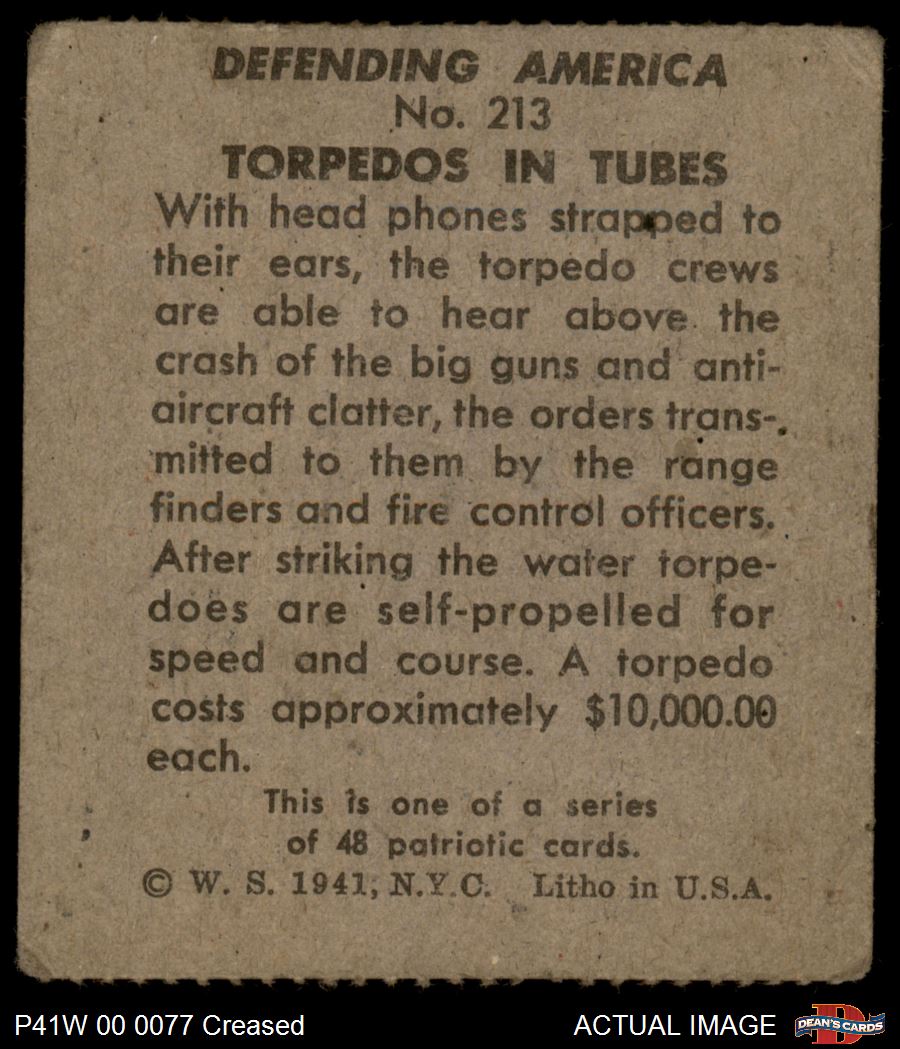 DEFENDING AMERICA
No. 213
TORPEDOS IN TUBES
With head phones strapped to
their ears, the torpedo crews
are able to hear above the
crash of the big guns and anti-
aircraft clatter, the orders trans-
mitted to them by the range
finders and fire control officers.
After striking the water torpe-
does are self-propelled for
speed and course. A torpedo
costs approximately $10,000.00
each.
This is one of a series
of 48 patriotic cards.
© W. S. 1941, N.Y.C. Litho in U.S.A.
P41W 00 0077 Creased ACTUAL IMAGE DEAN'S CARDS